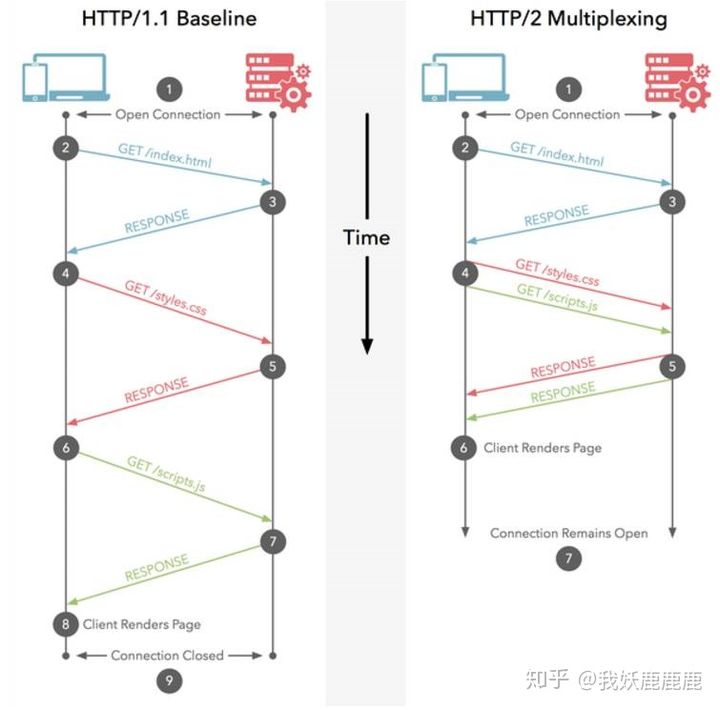 HTTP/1.1 Baseline
1
Open Connection
2
GET /index.html
3
RESPONSE
4
GET /styles.css
5
RESPONSE
6
GET /scripts.js
7
RESPONSE
8
Client Renders Page
Connection Closed
9
Time
HTTP/2 Multiplexing
1
Open Connection
2
GET /index.html
3
RESPONSE
4
GET /styles.css
GET /scripts.js
5
RESPONSE
RESPONSE
6
Client Renders Page
Connection Remains Open
7
知乎 @我妖鹿鹿鹿